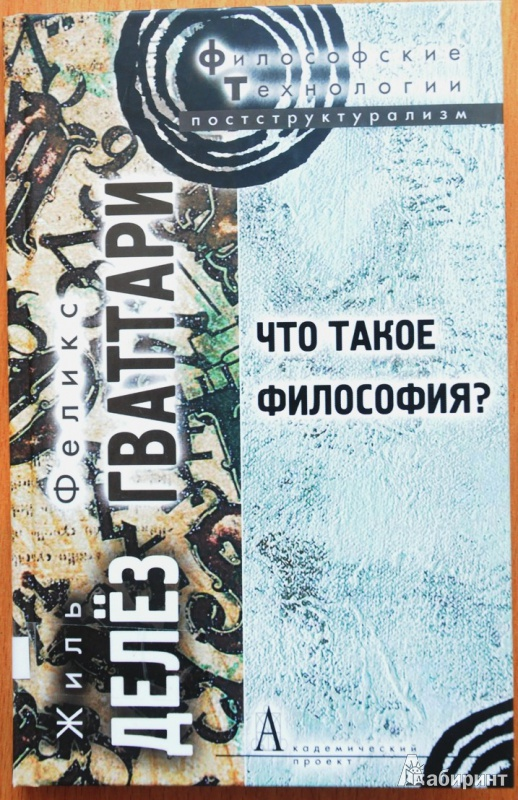 Философские
Технологии
постструктурализм
Жиль
ДЕЛЁЗ
Феликс
ГВАТТАРИ
ЧТО ТАКОЕ
ФИЛОСОФИЯ?
Академический
проект
Лабиринт